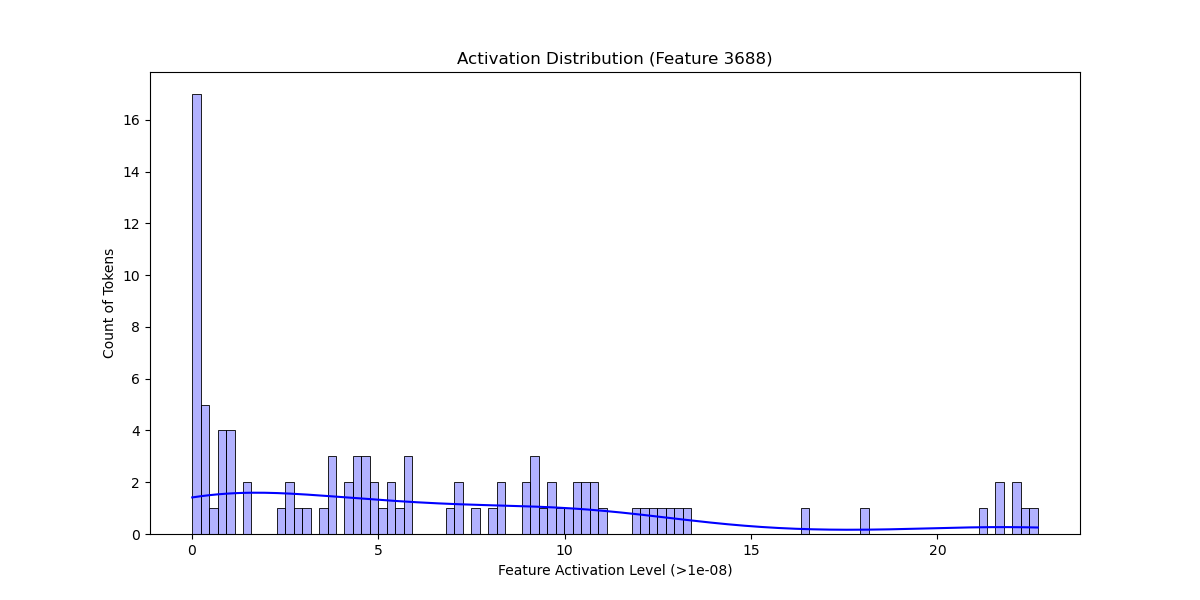 Activation Distribution (Feature 3688)
16
14
12
10
8
6
4
2
0
Count of Tokens
0 5 10 15 20
Feature Activation Level (>1e-08)